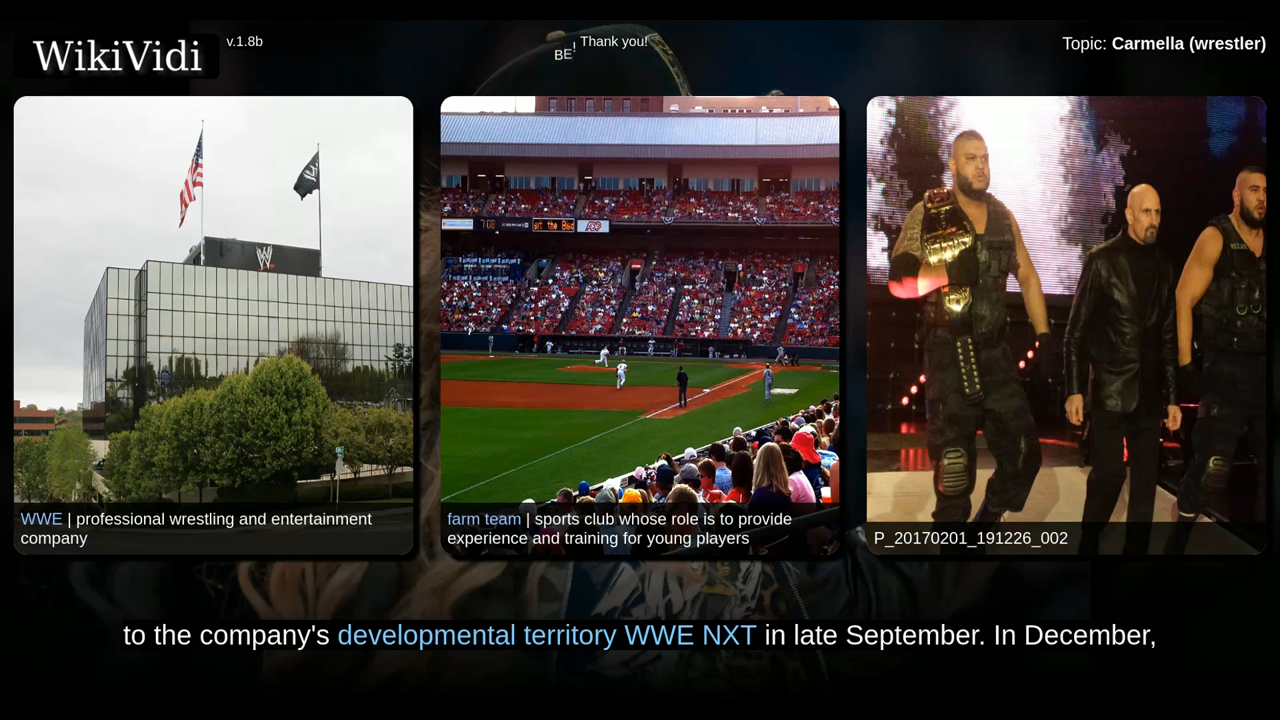 WikiVidi
v.1.8b
BE!
Thank you!
Topic: Carmella (wrestler)
WWE | professional wrestling and entertainment
company
farm team | sports club whose role is to provide
experience and training for young players
P_20170201_191226_002
to the company's developmental territory WWE NXT in late September. In December,